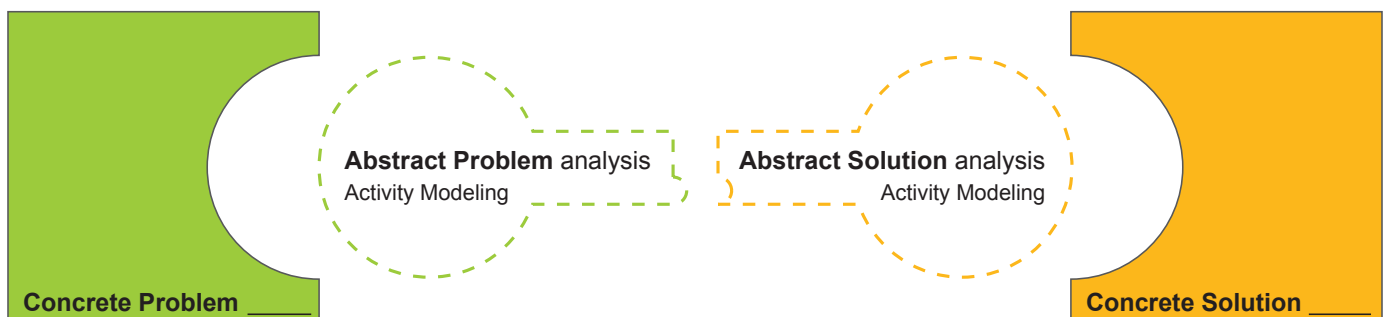 Abstract Problem analysis
Activity Modeling
Abstract Solution analysis
Activity Modeling
Concrete Problem _____
Concrete Solution _____